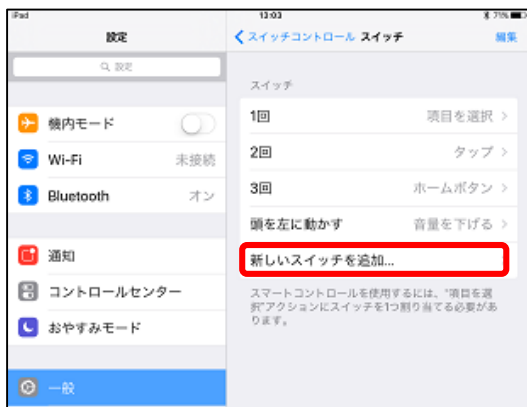 iPad
13:03
71%
設定
スイッチコントロール スイッチ
編集
設定
機内モード
Wi-Fi 未接続
Bluetooth オン
通知
コントロールセンター
おやすみモード
一般
スイッチ
1回 項目を選択
2回 タップ
3回 ホームボタン
頭を左に動かす 音量を下げる
新しいスイッチを追加...
スマートコントロールを使用するには、"項目を選
択"アクションにスイッチを1つ割り当てる必要があ
ります。